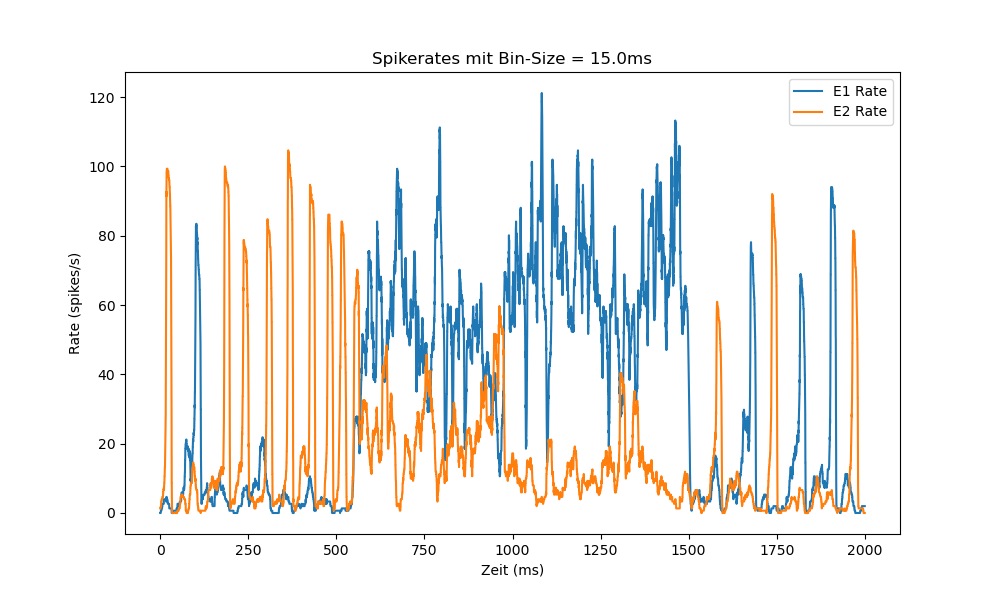 Spikerates mit Bin-Size = 15.0ms
E1 Rate
E2 Rate
120
100
80
60
40
20
0
Rate (spikes/s)
0 250 500 750 1000 1250 1500 1750 2000
Zeit (ms)